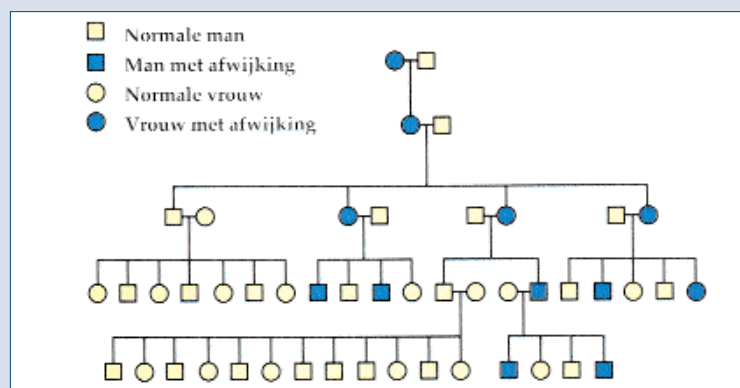 Normale man
Man met afwijking
Normale vrouw
Vrouw met afwijking